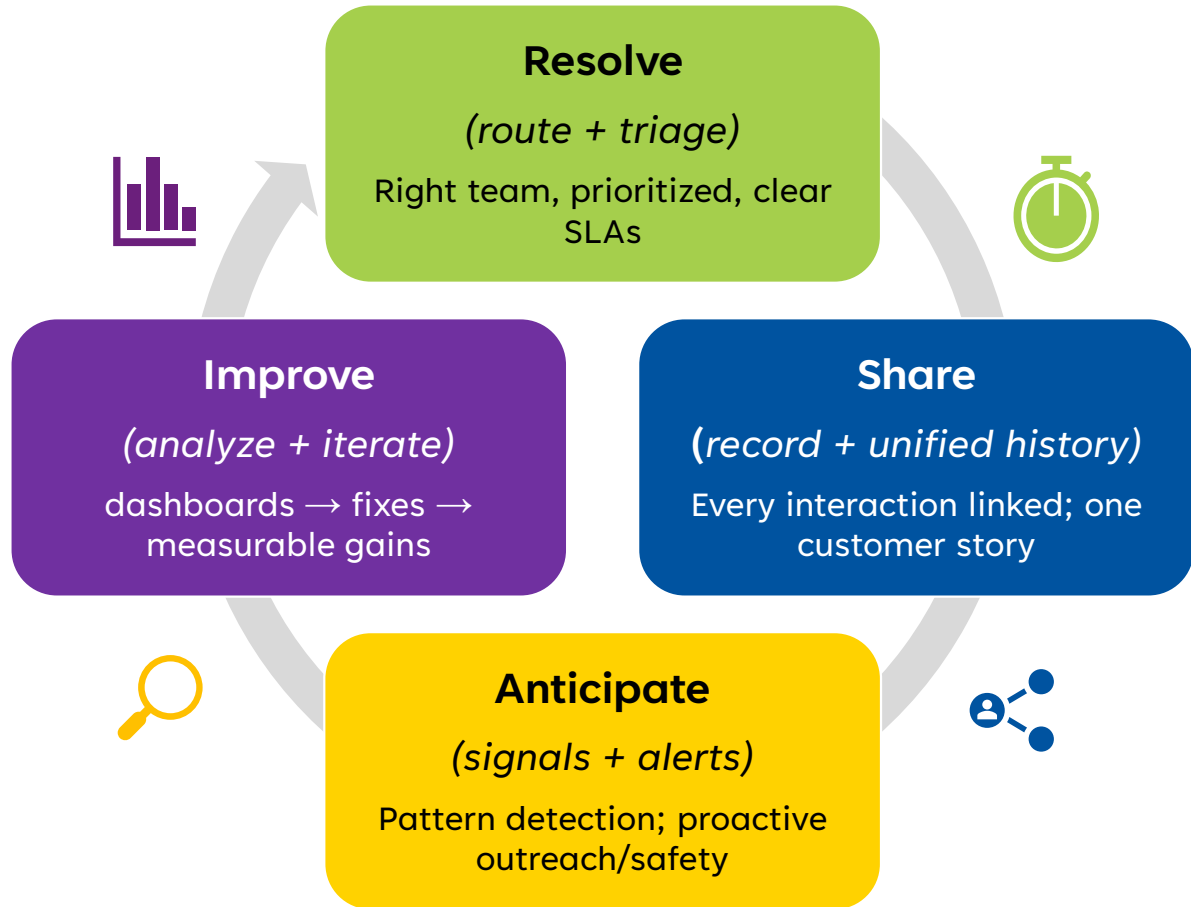 Resolve
(route + triage)
Right team, prioritized, clear
SLAs
Improve
(analyze + iterate)
dashboards → fixes →
measurable gains
Share
(record + unified history)
Every interaction linked; one
customer story
Anticipate
(signals + alerts)
Pattern detection; proactive
outreach/safety